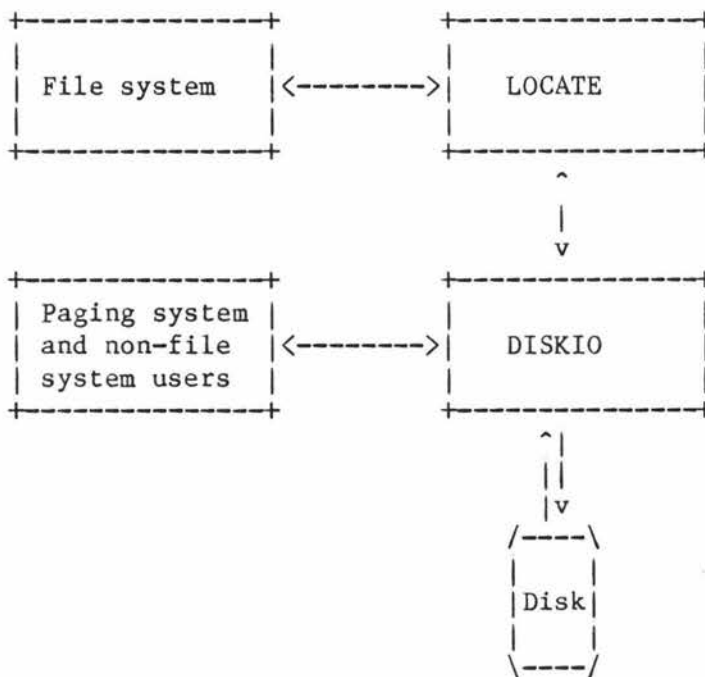 File system
LOCATE
Paging system
and non-file
system users
DISKIO
Disk